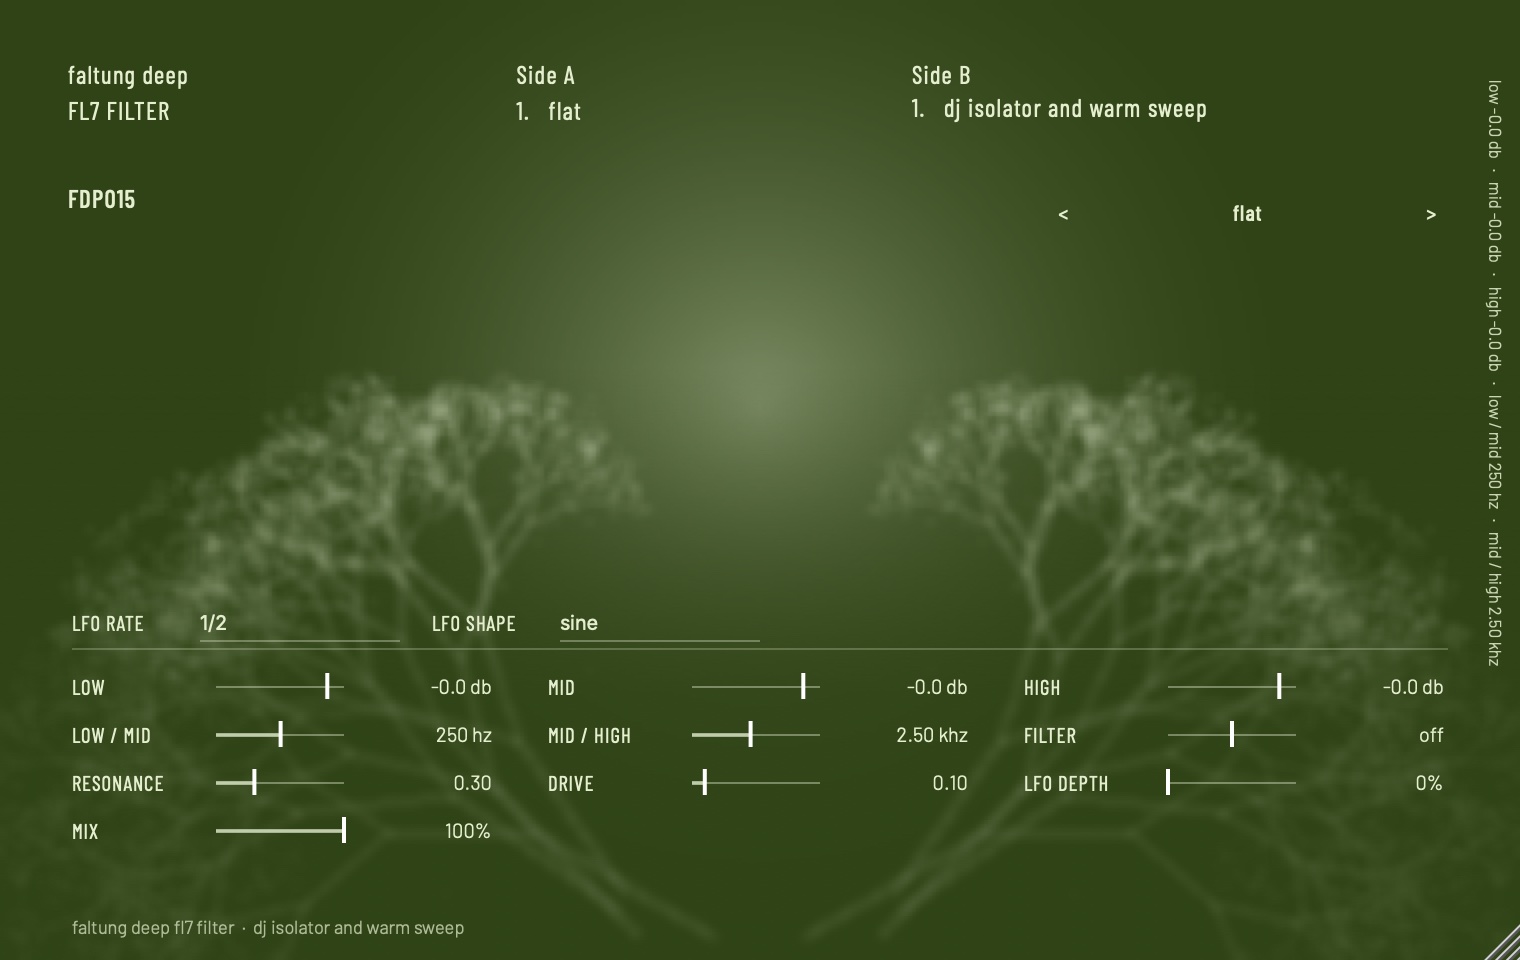 faltung deep
FL7 FILTER
FDP015
Side A
1. flat
Side B
1. dj isolator and warm sweep
< flat >
low -0.0 db · mid -0.0 db · high -0.0 db · low / mid 250 hz · mid / high 2.50 khz
LFO RATE 1/2 LFO SHAPE sine
LOW -0.0 db MID -0.0 db HIGH -0.0 db
LOW / MID 250 hz MID / HIGH 2.50 khz FILTER off
RESONANCE 0.30 DRIVE 0.10 LFO DEPTH 0%
MIX 100%
faltung deep fl7 filter · dj isolator and warm sweep